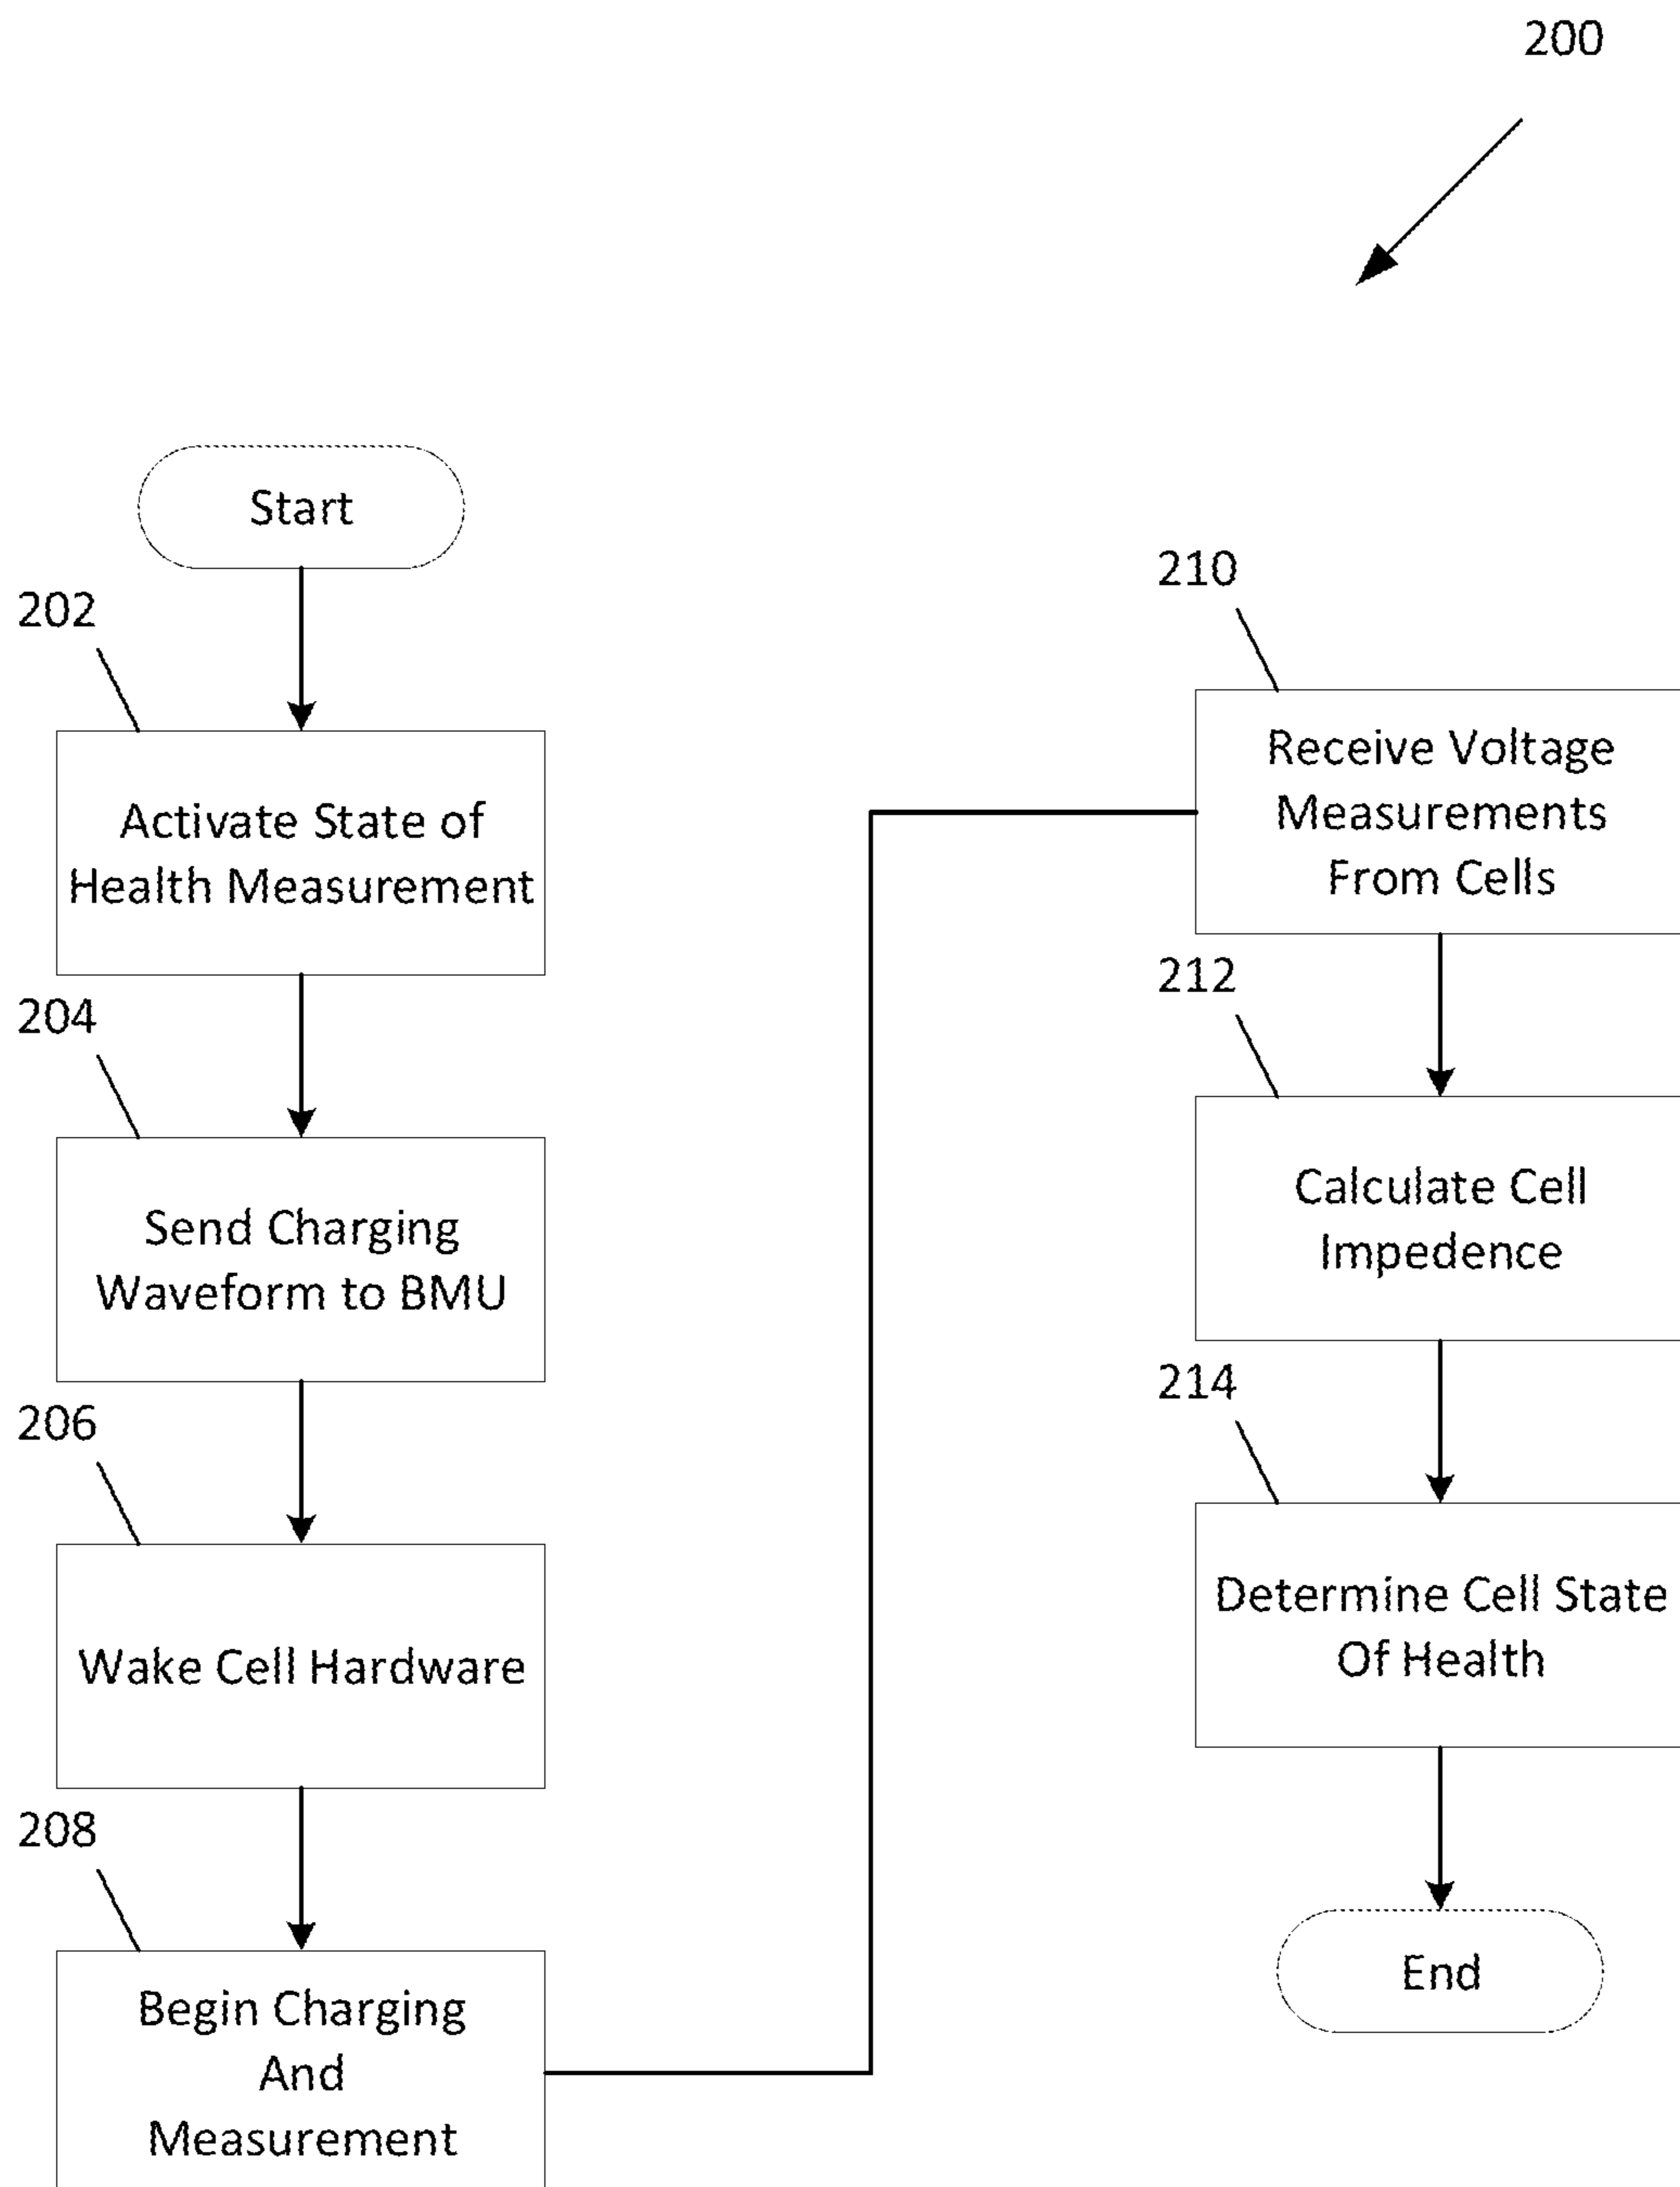 200
Start
202
Activate State of
Health Measurement
204
Send Charging
Waveform to BMU
206
Wake Cell Hardware
208
Begin Charging
And
Measurement
210
Receive Voltage
Measurements
From Cells
212
Calculate Cell
Impedence
214
Determine Cell State
Of Health
End